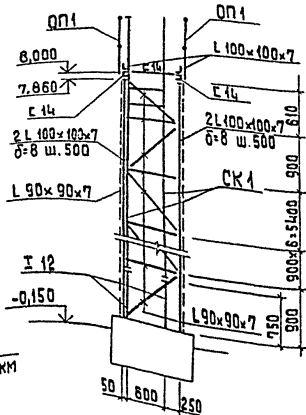 ОП1
ОП1
L 100×100×7
8,000
[ 14
7,860
[ 14
[ 14
2L 100×100×7
δ=8 ш. 500
2L 100×100×7
δ=8 ш. 500
610
900
L 90×90×7
СК1
900×6=5400
I 12
-0,150
L 90×90×7
750
900
КМ
50
600
250